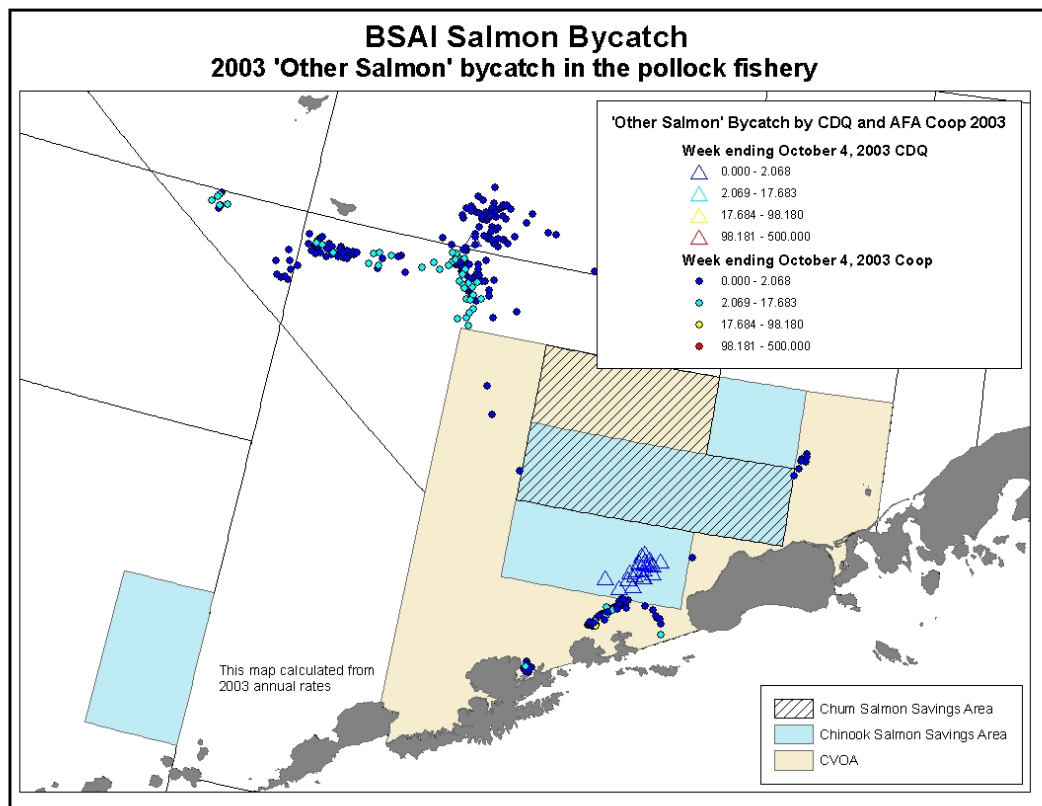 BSAI Salmon Bycatch
2003 'Other Salmon' bycatch in the pollock fishery
'Other Salmon' Bycatch by CDQ and AFA Coop 2003
Week ending October 4, 2003 CDQ
0.000 - 2.068
2.069 - 17.683
17.684 - 98.180
98.181 - 500.000
Week ending October 4, 2003 Coop
0.000 - 2.068
2.069 - 17.683
17.684 - 98.180
98.181 - 500.000
This map calculated from
2003 annual rates
Chum Salmon Savings Area
Chinook Salmon Savings Area
CVOA